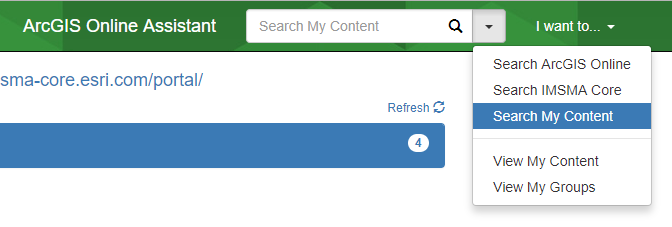 ArcGIS Online Assistant
Search My Content
I want to...
Search ArcGIS Online
Search IMSMA Core
Search My Content
View My Content
View My Groups
sma-core.esri.com/portal/
Refresh
4